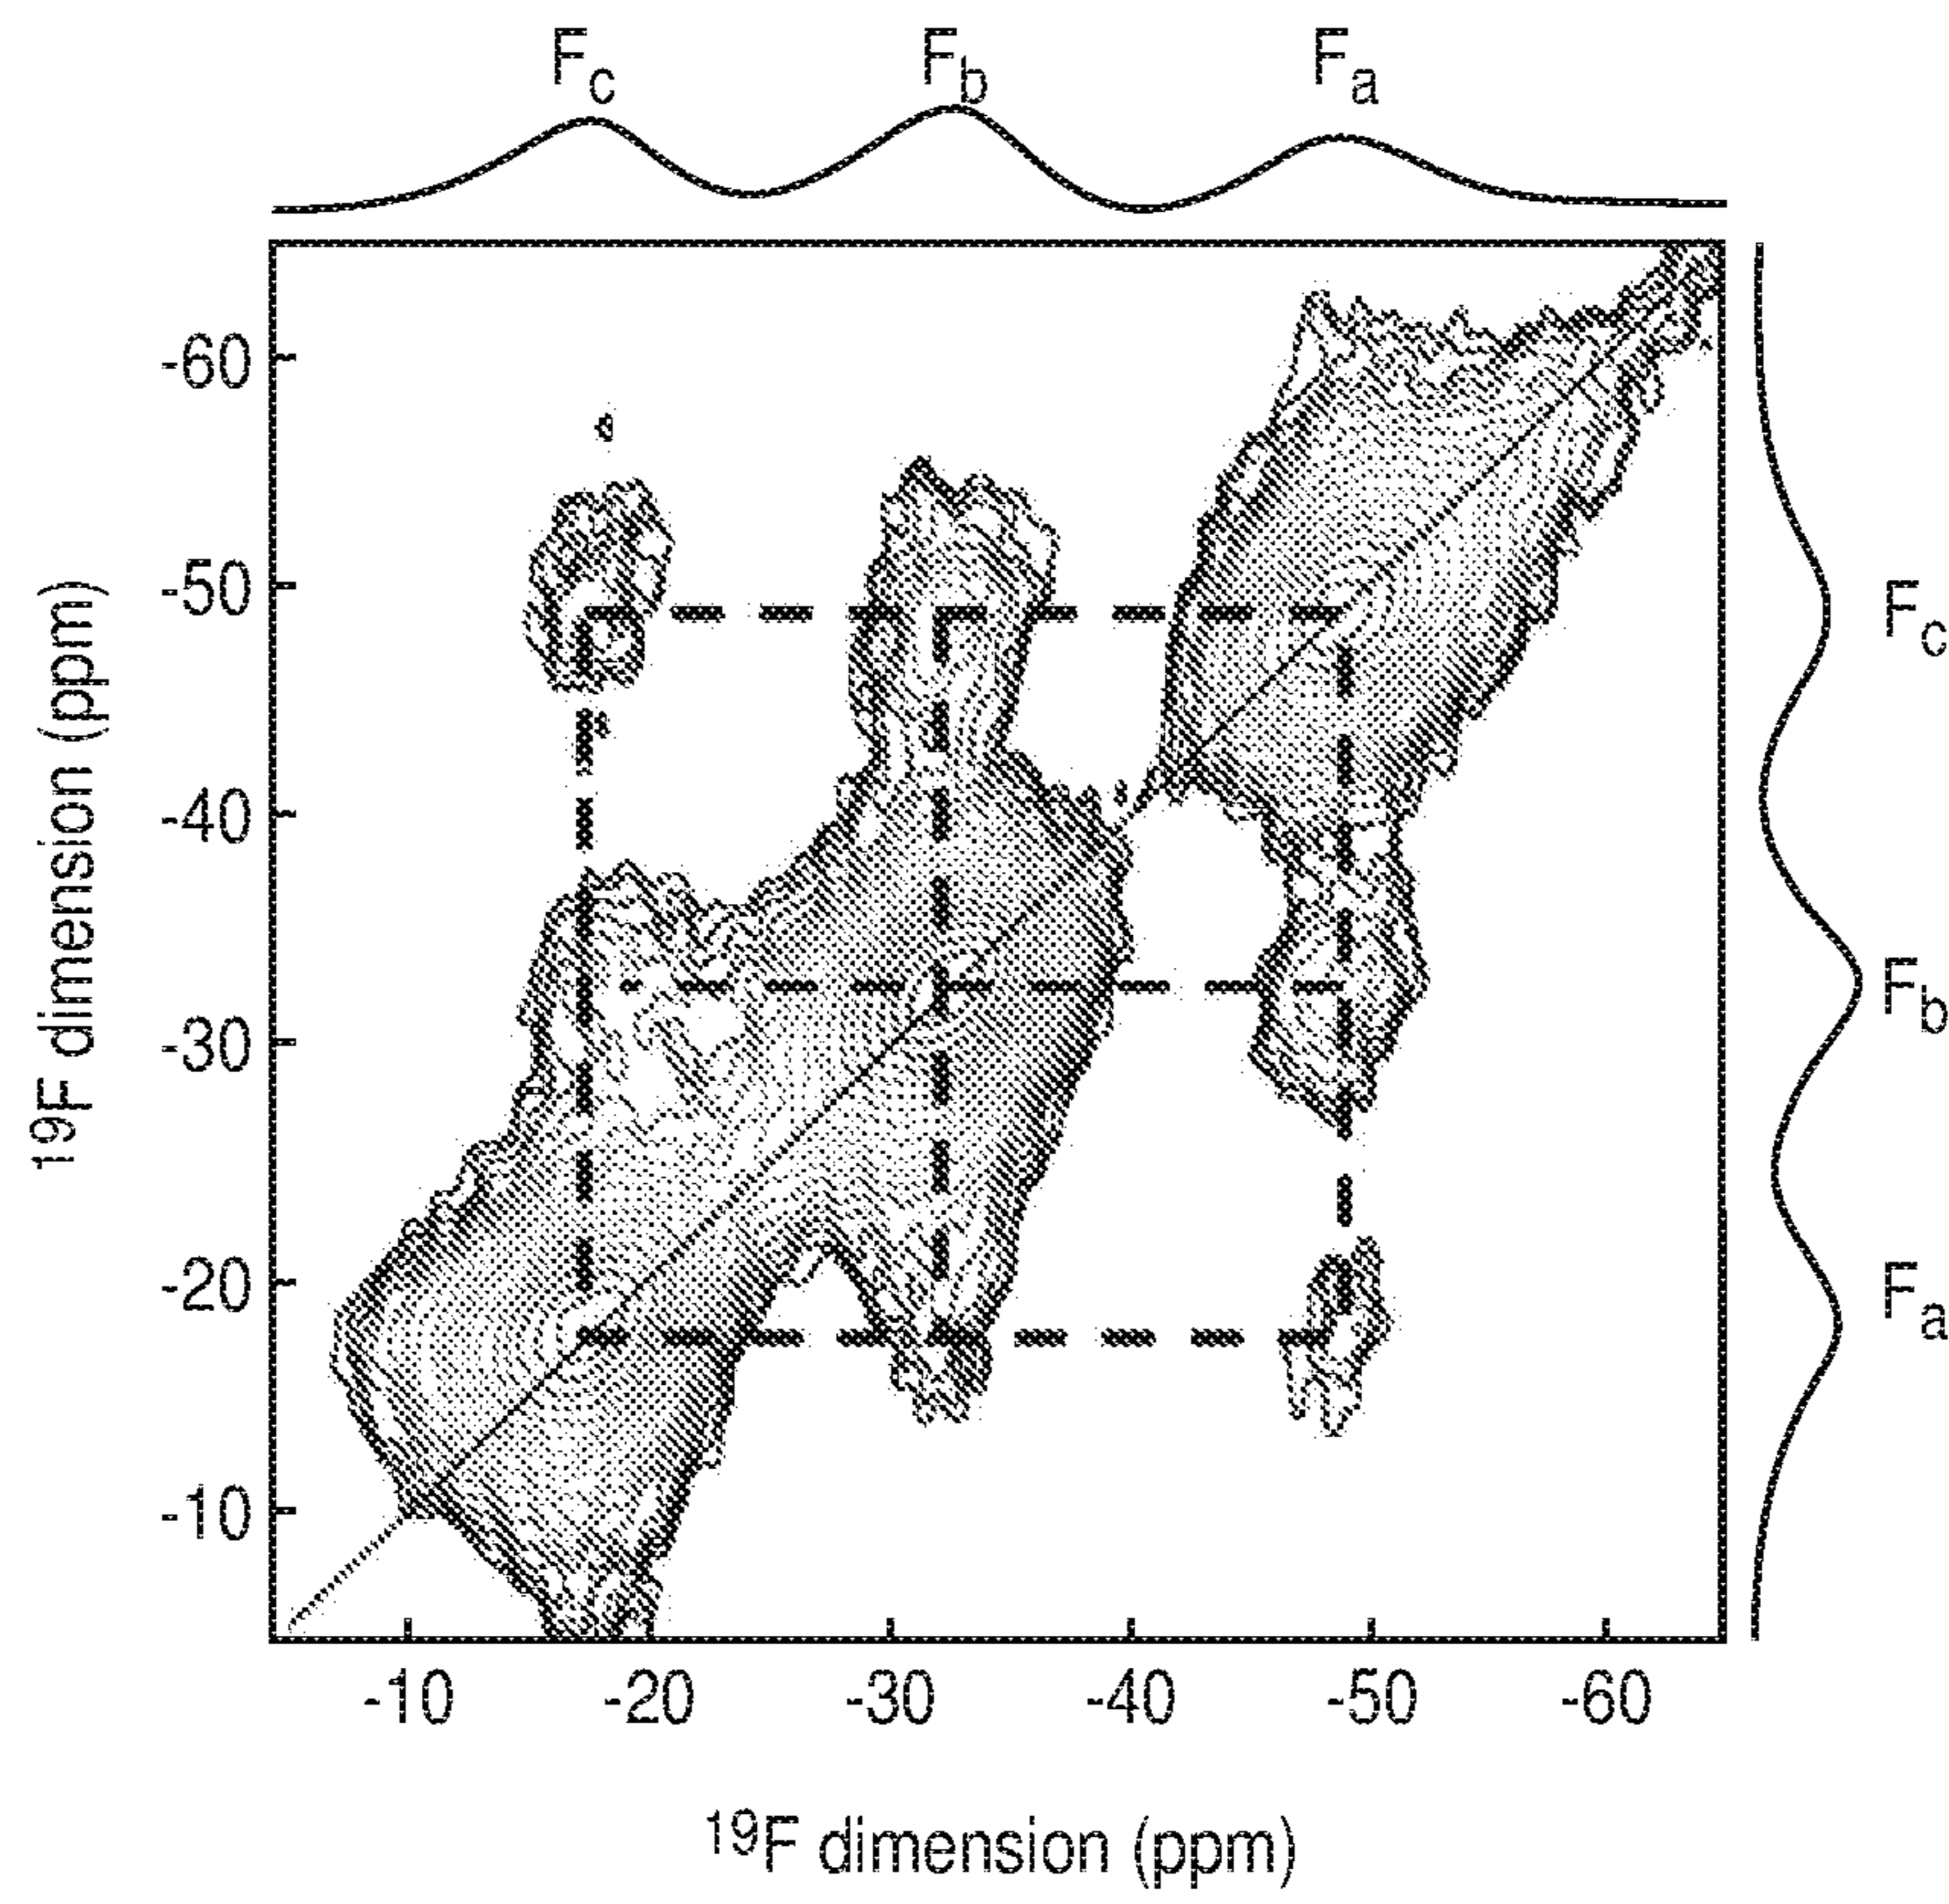 Fc Fb Fa
-60
-50
-40
-30
-20
-10
19F dimension (ppm)
Fc
Fb
Fa
-10 -20 -30 -40 -50 -60
19F dimension (ppm)